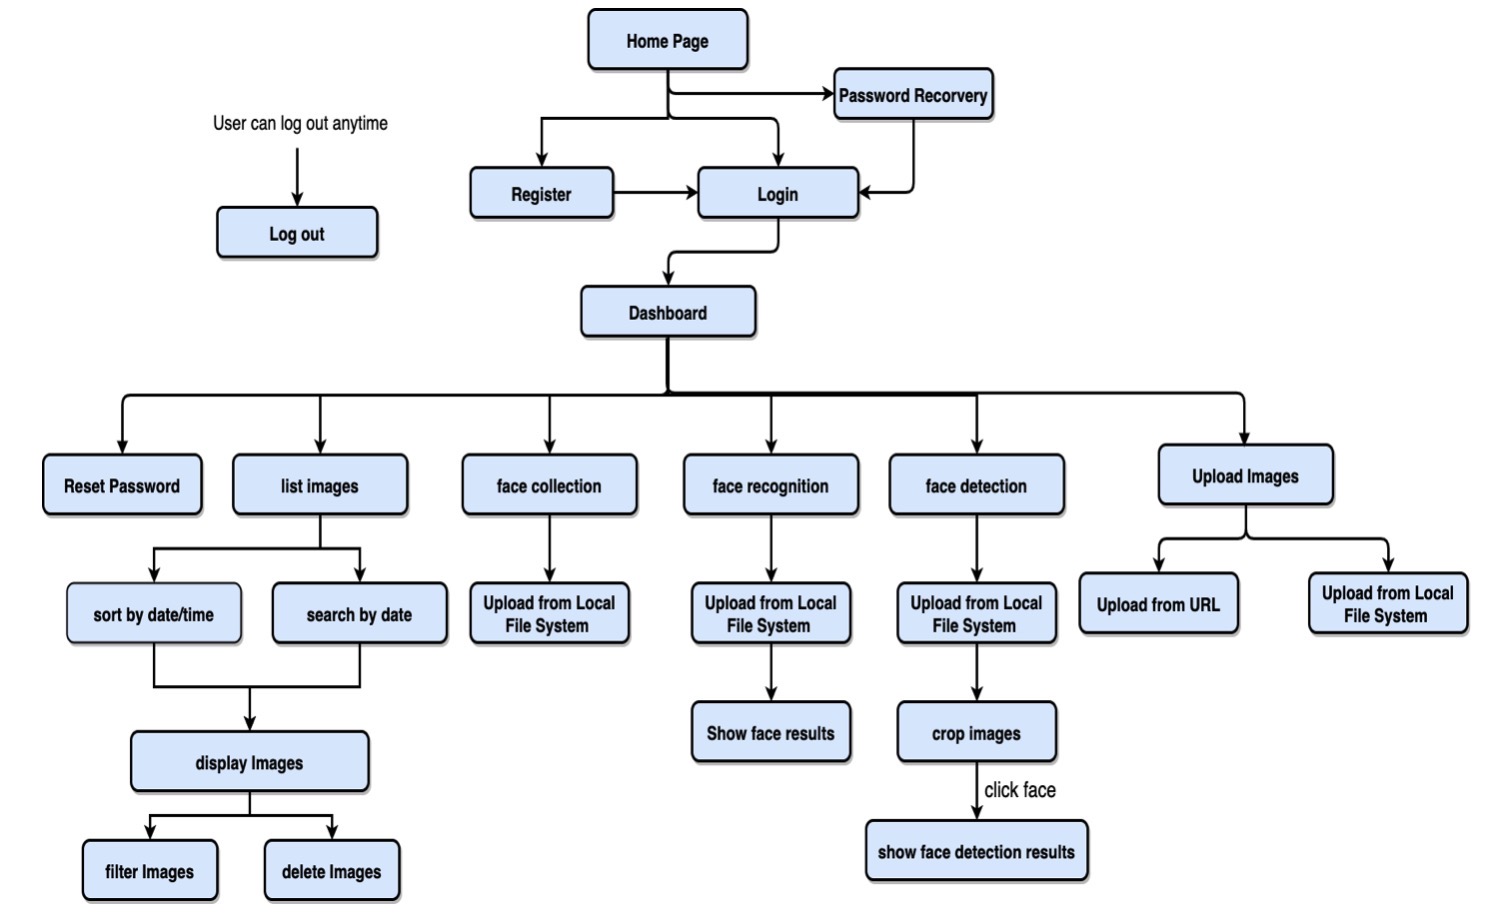 Home Page
Password Recorvery
User can log out anytime
Register
Login
Log out
Dashboard
Reset Password
list images
face collection
face recognition
face detection
Upload Images
sort by date/time
search by date
Upload from Local
File System
Upload from Local
File System
Upload from Local
File System
Upload from URL
Upload from Local
File System
display Images
Show face results
crop images
click face
filter Images
delete Images
show face detection results